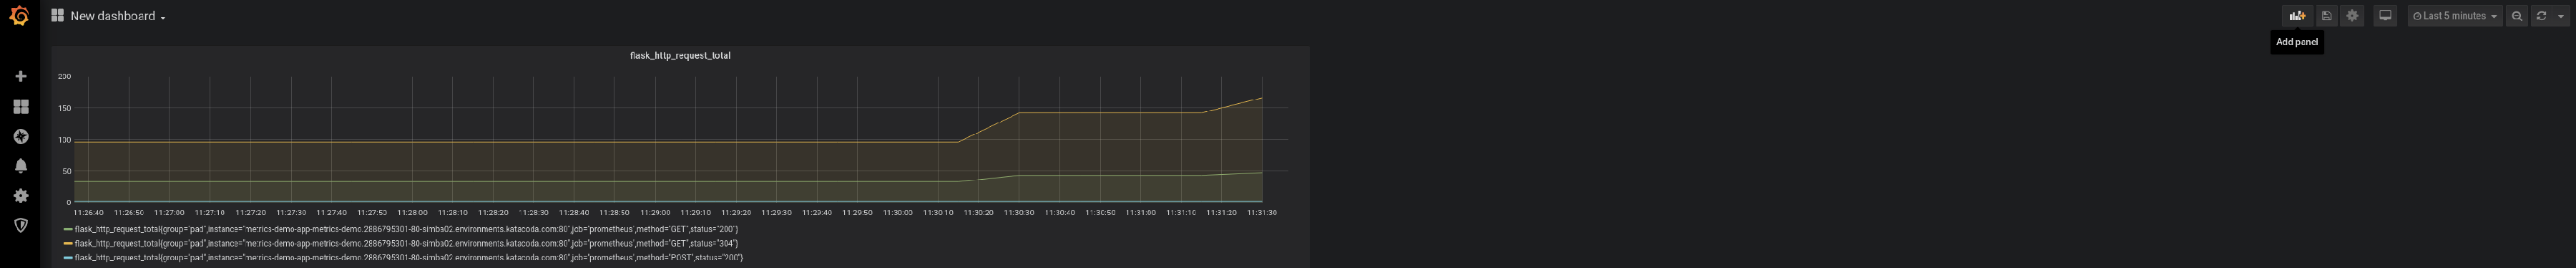 New dashboard
Last 5 minutes
Add panel
flask_http_request_total
200
150
100
50
0
11:26:40 11:26:50 11:27:00 11:27:10 11:27:20 11:27:30 11:27:40 11:27:50 11:28:00 11:28:10 11:28:20 11:28:30 11:28:40 11:28:50 11:29:00 11:29:10 11:29:20 11:29:30 11:29:40 11:29:50 11:30:00 11:30:10 11:30:20 11:30:30 11:30:40 11:30:50 11:31:00 11:31:10 11:31:20 11:31:30
flask_http_request_total{group="pad",instance="metrics-demo-app-metrics-demo.2886795301-80-simba02.environments.katacoda.com:80",job="prometheus",method="GET",status="200"}
flask_http_request_total{group="pad",instance="metrics-demo-app-metrics-demo.2886795301-80-simba02.environments.katacoda.com:80",job="prometheus",method="GET",status="304"}
flask_http_request_total{group="pad",instance="metrics-demo-app-metrics-demo.2886795301-80-simba02.environments.katacoda.com:80",job="prometheus",method="POST",status="200"}